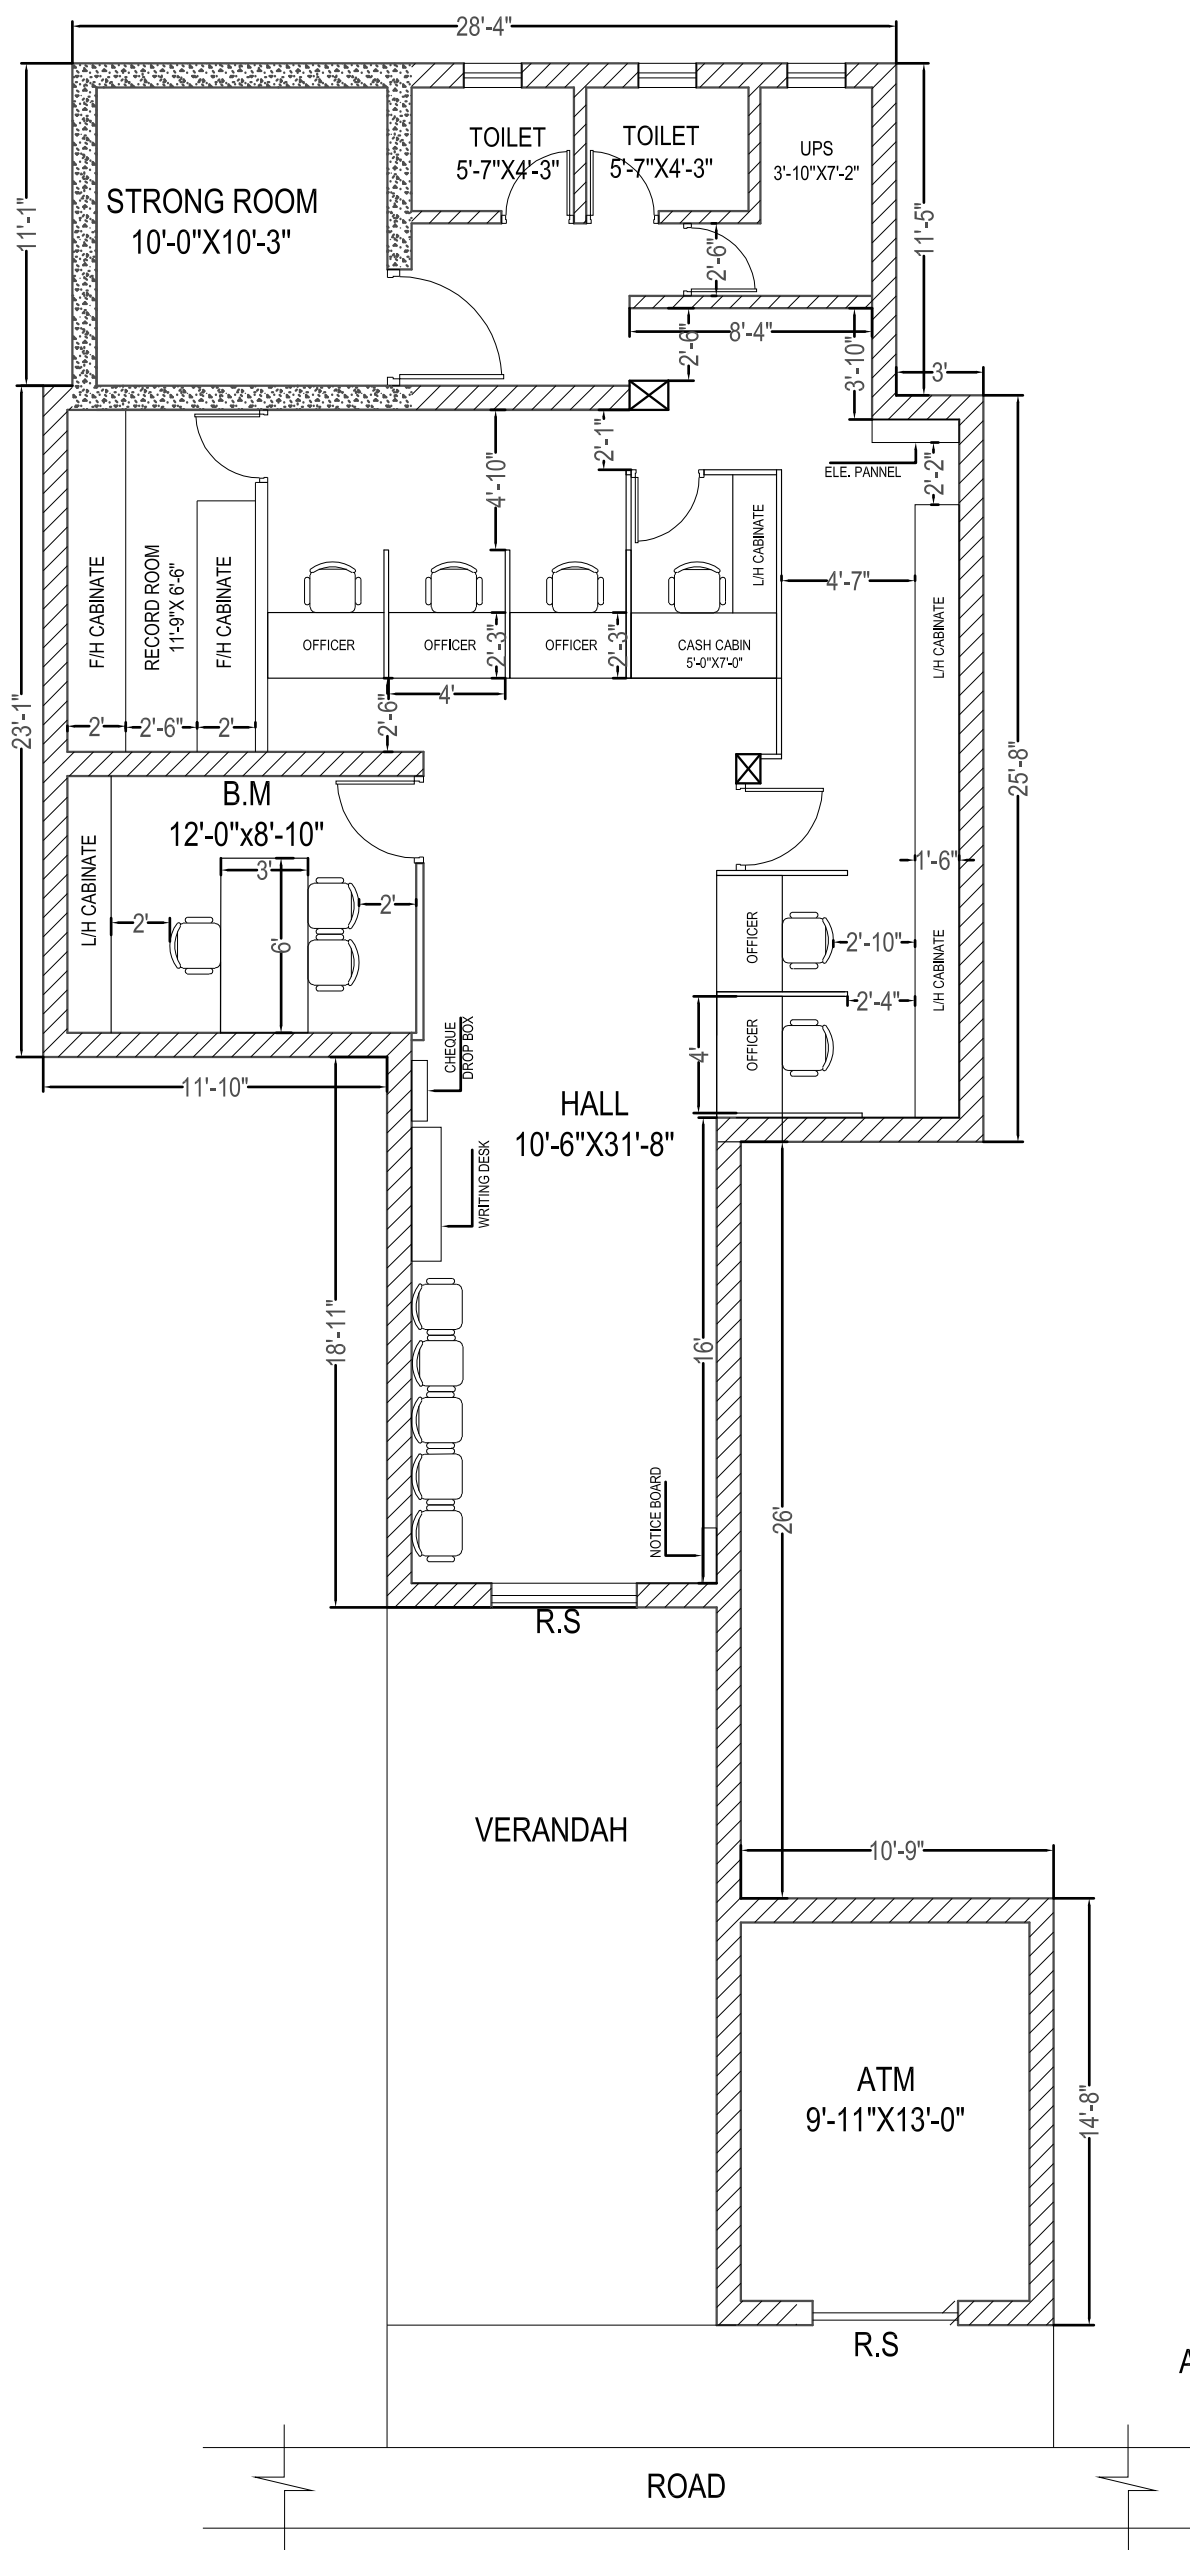 28'-4"
TOILET
5'-7"X4'-3"
TOILET
5'-7"X4'-3"
UPS
3'-10"X7'-2"
STRONG ROOM
10'-0"X10'-3"
11'-1"
11'-5"
2'-6"
8'-4"
2'-6"
3'-10"
3'
2'-1"
4'-10"
ELE. PANNEL
2'-2"
F/H CABINATE
RECORD ROOM
11'-9"X 6'-6"
F/H CABINATE
L/H CABINATE
4'-7"
L/H CABINATE
OFFICER
OFFICER
2'-3"
OFFICER
2'-3"
CASH CABIN
5'-0"X7'-0"
4'
2'
2'-6"
2'
2'-6"
23'-1"
25'-8"
B.M
12'-0"x8'-10"
L/H CABINATE
3'
2'
6'
2'
1'-6"
OFFICER
2'-10"
L/H CABINATE
2'-4"
OFFICER
4'
CHEQUE
DROP BOX
11'-10"
HALL
10'-6"X31'-8"
WRITING DESK
18'-11"
16'
NOTICE BOARD
26'
R.S
VERANDAH
10'-9"
ATM
9'-11"X13'-0"
14'-8"
R.S
A
ROAD